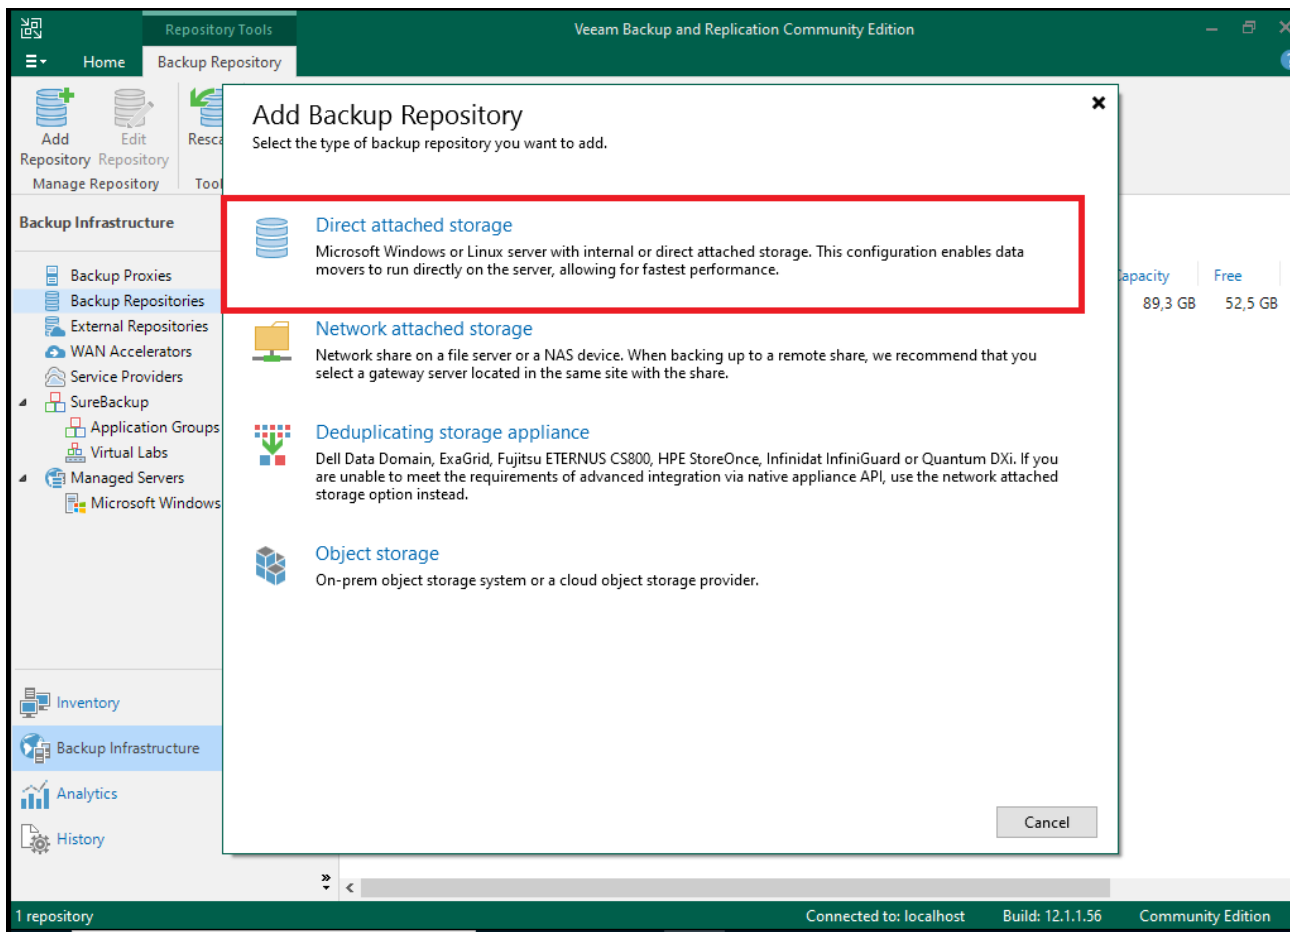 Repository Tools
Veeam Backup and Replication Community Edition
Home
Backup Repository
Add
Repository
Edit
Repository
Manage Repository
Add Backup Repository
Select the type of backup repository you want to add.
Backup Infrastructure
Backup Proxies
Backup Repositories
External Repositories
WAN Accelerators
Service Providers
SureBackup
Application Groups
Virtual Labs
Managed Servers
Microsoft Windows
Direct attached storage
Microsoft Windows or Linux server with internal or direct attached storage. This configuration enables data
movers to run directly on the server, allowing for fastest performance.
Network attached storage
Network share on a file server or a NAS device. When backing up to a remote share, we recommend that you
select a gateway server located in the same site with the share.
Deduplicating storage appliance
Dell Data Domain, ExaGrid, Fujitsu ETERNUS CS800, HPE StoreOnce, Infinidat InfiniGuard or Quantum DXi. If you
are unable to meet the requirements of advanced integration via native appliance API, use the network attached
storage option instead.
Object storage
On-prem object storage system or a cloud object storage provider.
Cancel
Free
89,3 GB 52,5 GB
Inventory
Backup Infrastructure
Analytics
History
1 repository
Connected to: localhost
Build: 12.1.1.56
Community Edition